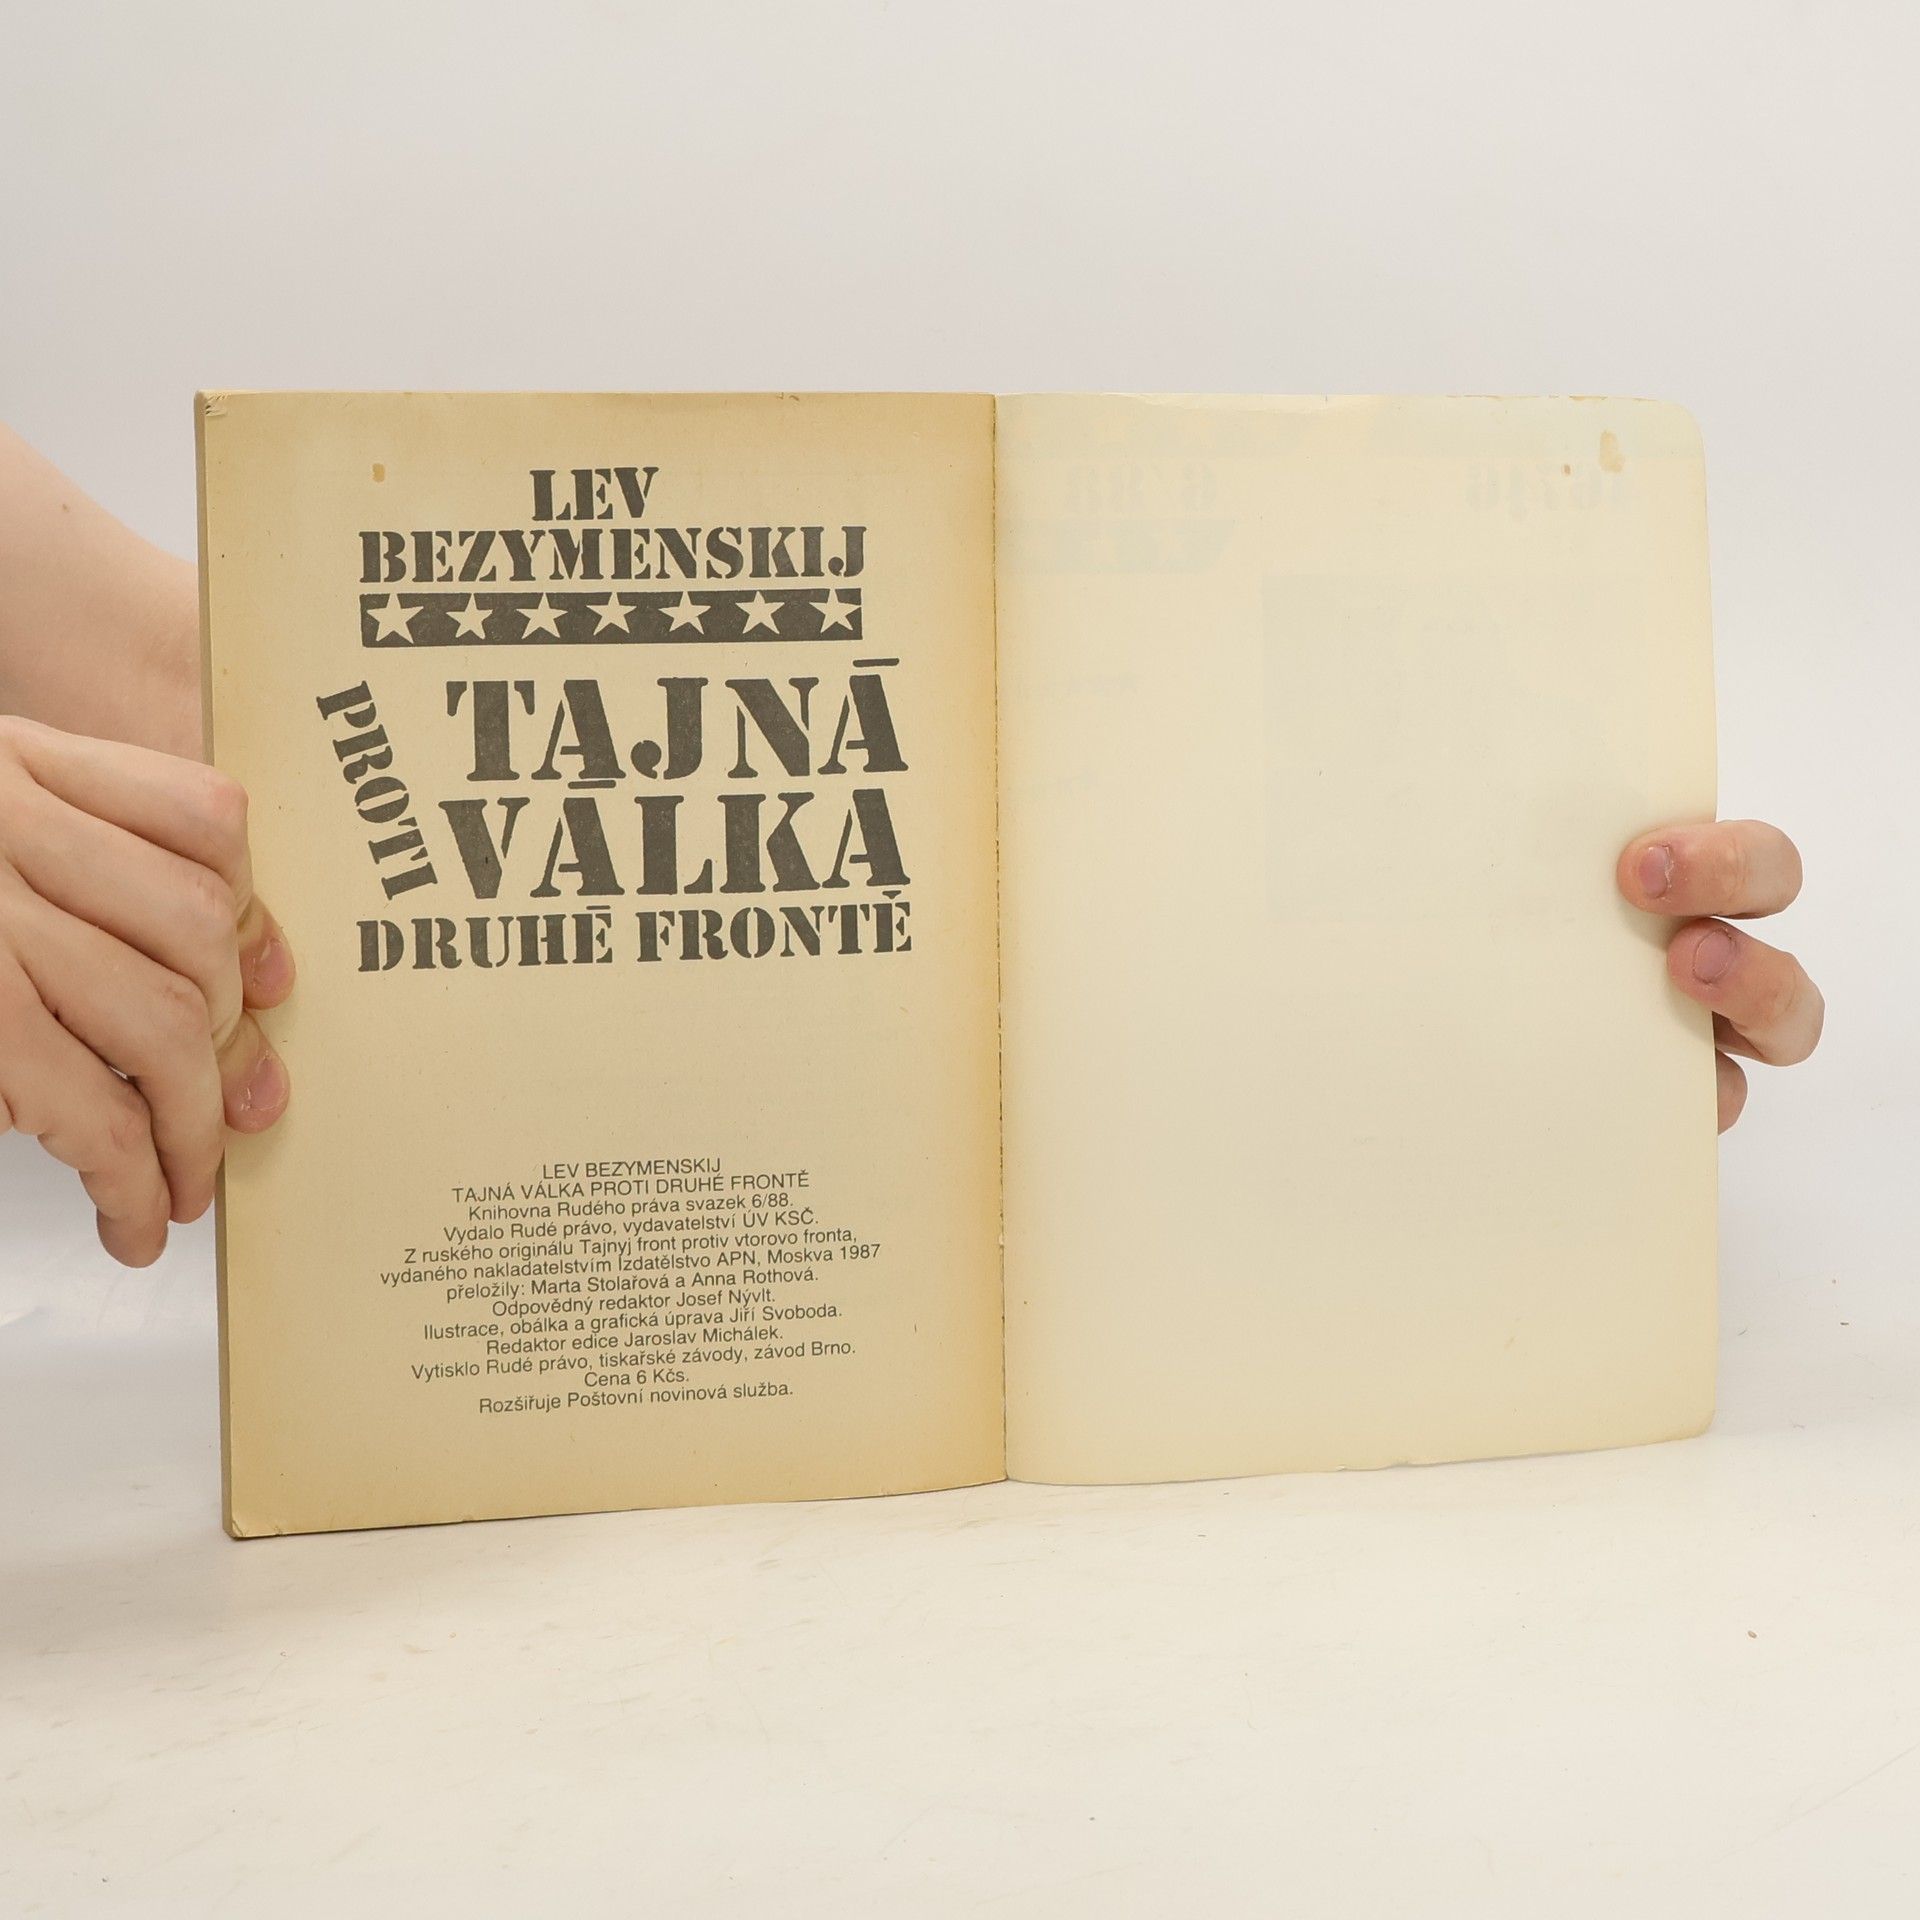 LEV
BEZYMENSKIJ
TAJNÁ
VÁLKA
PROTI
DRUHÉ FRONTĚ
LEV BEZYMENSKIJ
TAJNÁ VÁLKA PROTI DRUHÉ FRONTĚ
Knihovna Rudého práva svazek 6/88.
Vydalo Rudé právo, vydavatelství ÚV KSČ.
Z ruského originálu Tajnyj front protiv vtorovo fronta,
vydaného nakladatelstvím Izdatělstvo APN, Moskva 1987
přeložily: Marta Stolařová a Anna Rothová.
Odpovědný redaktor Josef Nývlt.
Ilustrace, obálka a grafická úprava Jiří Svoboda.
Redaktor edice Jaroslav Michálek.
Vytisklo Rudé právo, tiskařské závody, závod Brno.
Cena 6 Kčs.
Rozšiřuje Poštovní novinová služba.